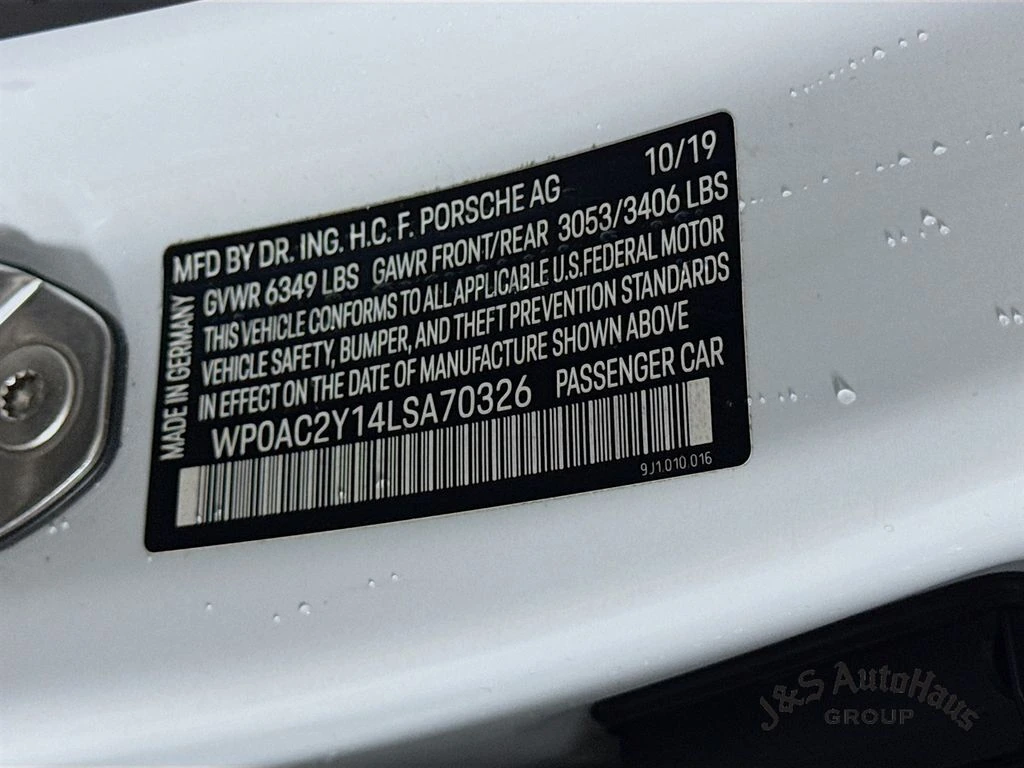 10/19
MFD BY DR. ING. H.C. F. PORSCHE AG
GVWR 6349 LBS GAWR FRONT/REAR 3053/3406 LBS
THIS VEHICLE CONFORMS TO ALL APPLICABLE U.S.FEDERAL MOTOR
VEHICLE SAFETY, BUMPER, AND THEFT PREVENTION STANDARDS
IN EFFECT ON THE DATE OF MANUFACTURE SHOWN ABOVE
MADE IN GERMANY
WP0AC2Y14LSA70326 PASSENGER CAR
9J1.010.016
J&S AutoHaus
GROUP